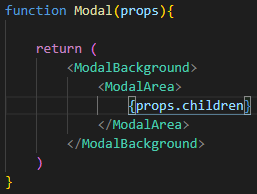 function Modal(props){
return (
<ModalBackground>
<ModalArea>
{props.children}
</ModalArea>
</ModalBackground>
)
}